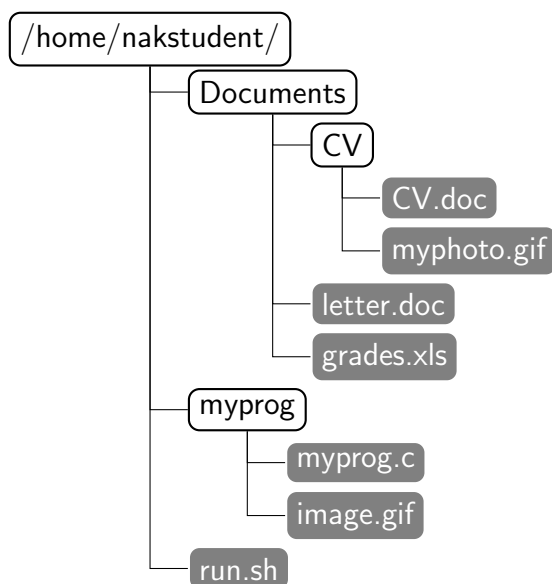 /home/nakstudent/
Documents
CV
CV.doc
myphoto.gif
letter.doc
grades.xls
myprog
myprog.c
image.gif
run.sh